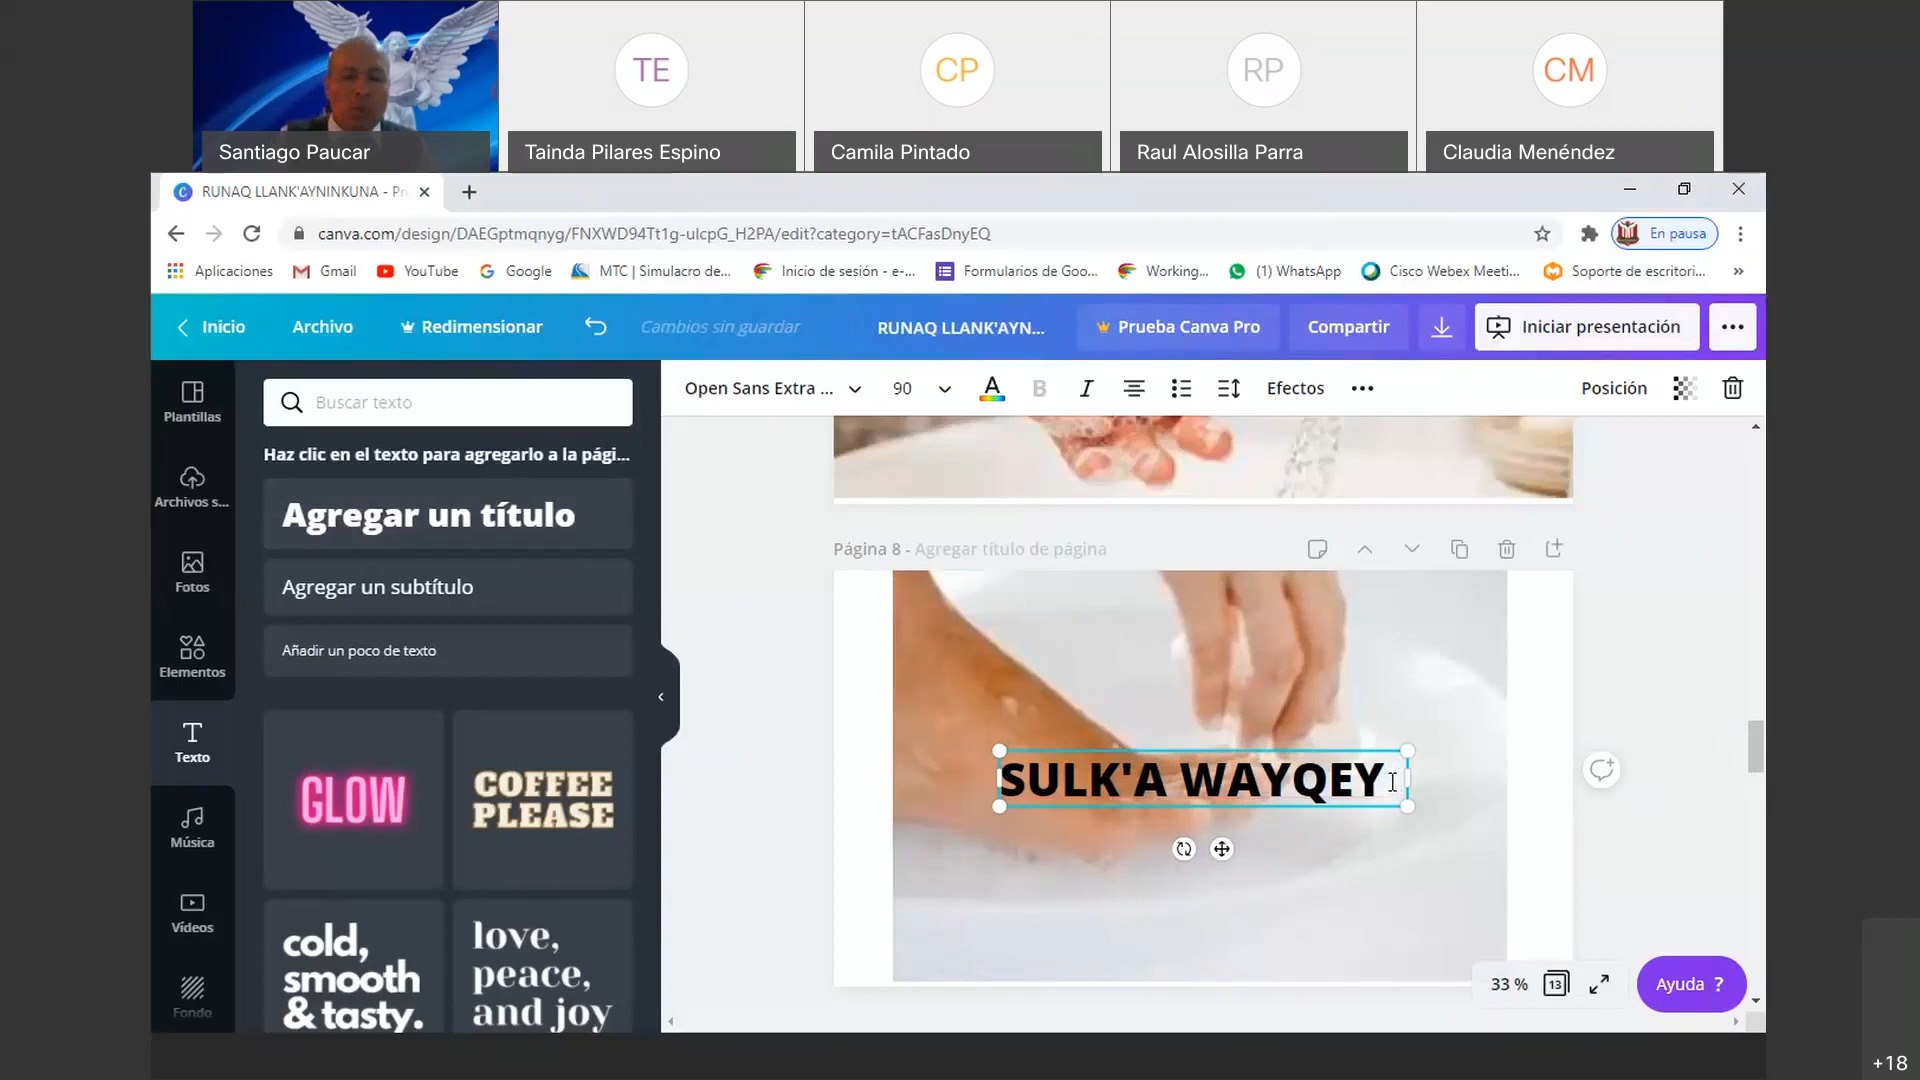 TE
CP
RP
CM
Santiago Paucar
Tainda Pilares Espino
Camila Pintado
Raul Alosilla Parra
Claudia Menéndez
RUNAQ LLANK'AYNINKUNA - Pr
canva.com/design/DAEGptmqnyg/FNXWD94Tt1g-ulcpG_H2PA/edit?category=tACFasDnyEQ
En pausa
Aplicaciones
Gmail
YouTube
Google
MTC | Simulacro de...
Inicio de sesión - e-...
Formularios de Goo...
Working...
(1) WhatsApp
Cisco Webex Meeti...
Soporte de escritori...
»
Inicio
Archivo
Redimensionar
Cambios sin guardar
RUNAQ LLANK'AYN...
Prueba Canva Pro
Compartir
Iniciar presentación
Plantillas
Archivos s...
Fotos
Elementos
Texto
Música
Vídeos
Fondo
Buscar texto
Haz clic en el texto para agregarlo a la pági...
Agregar un título
Agregar un subtítulo
Añadir un poco de texto
GLOW
COFFEE
PLEASE
cold,
smooth
& tasty.
love,
peace,
and joy
Open Sans Extra ...
90
A
B
I
Efectos
Posición
Página 8 - Agregar título de página
SULK'A WAYQEY
33 %
13
Ayuda ?
+18